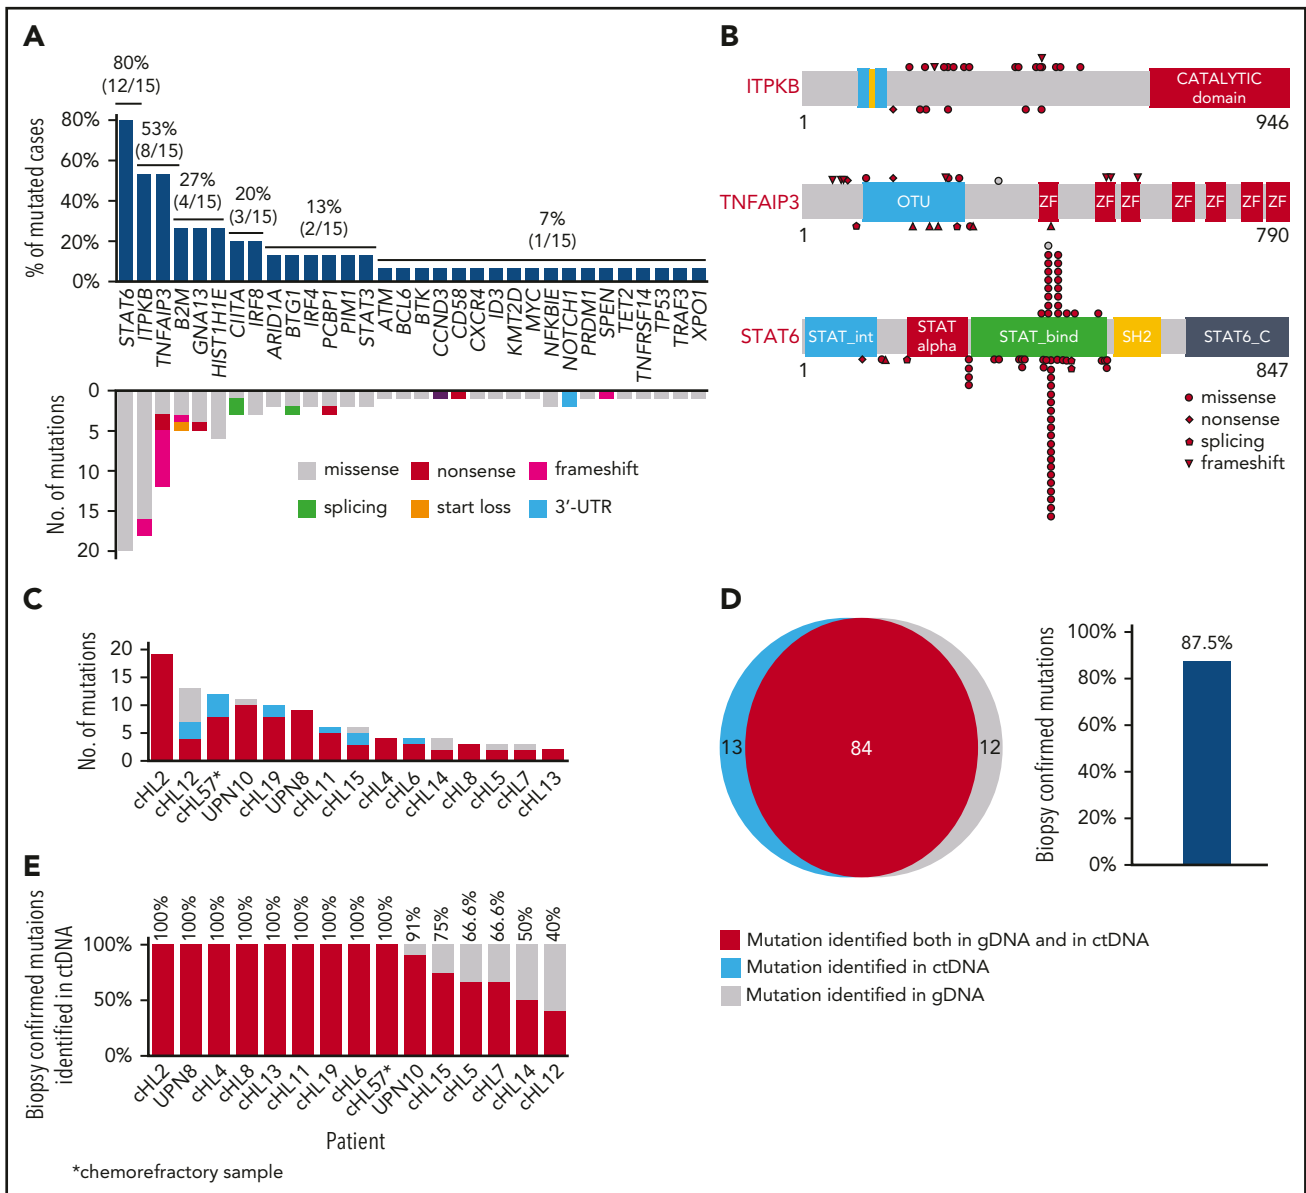 A
80%
(12/15)
53%
(8/15)
27%
(4/15)
20%
(3/15)
13%
(2/15)
7%
(1/15)
% of mutated cases
80%
60%
40%
20%
0%
STAT6
ITPKB
TNFAIP3
B2M
GNA13
HIST1H1E
CIITA
IRF8
ARID1A
BTG1
IRF4
PCBP1
PIM1
STAT3
ATM
BCL6
BTK
CCND3
CD58
CXCR4
ID3
KMT2D
MYC
NFKBIE
NOTCH1
PRDM1
SPEN
TET2
TNFRSF14
TP53
TRAF3
XPO1
No. of mutations
0
5
10
15
20
missense
nonsense
frameshift
splicing
start loss
3′-UTR
B
ITPKB
CATALYTIC
domain
1
946
TNFAIP3
OTU
ZF
ZF
ZF
ZF
ZF
ZF
ZF
1
790
STAT6
STAT_int
STAT
alpha
STAT_bind
SH2
STAT6_C
1
847
missense
nonsense
splicing
frameshift
C
No. of mutations
20
15
10
5
0
cHL2
cHL12
cHL57*
UPN10
cHL19
UPN8
cHL11
cHL15
cHL4
cHL6
cHL14
cHL8
cHL5
cHL7
cHL13
D
13
84
12
Biopsy confirmed mutations
100%
80%
60%
40%
20%
0%
87.5%
Mutation identified both in gDNA and in ctDNA
Mutation identified in ctDNA
Mutation identified in gDNA
E
Biopsy confirmed mutaions
identified in ctDNA
100%
50%
0%
100%
100%
100%
100%
100%
100%
100%
100%
100%
91%
75%
66.6%
66.6%
50%
40%
cHL2
UPN8
cHL4
cHL8
cHL13
cHL11
cHL19
cHL6
cHL57*
UPN10
cHL15
cHL5
cHL7
cHL14
cHL12
Patient
*chemorefractory sample